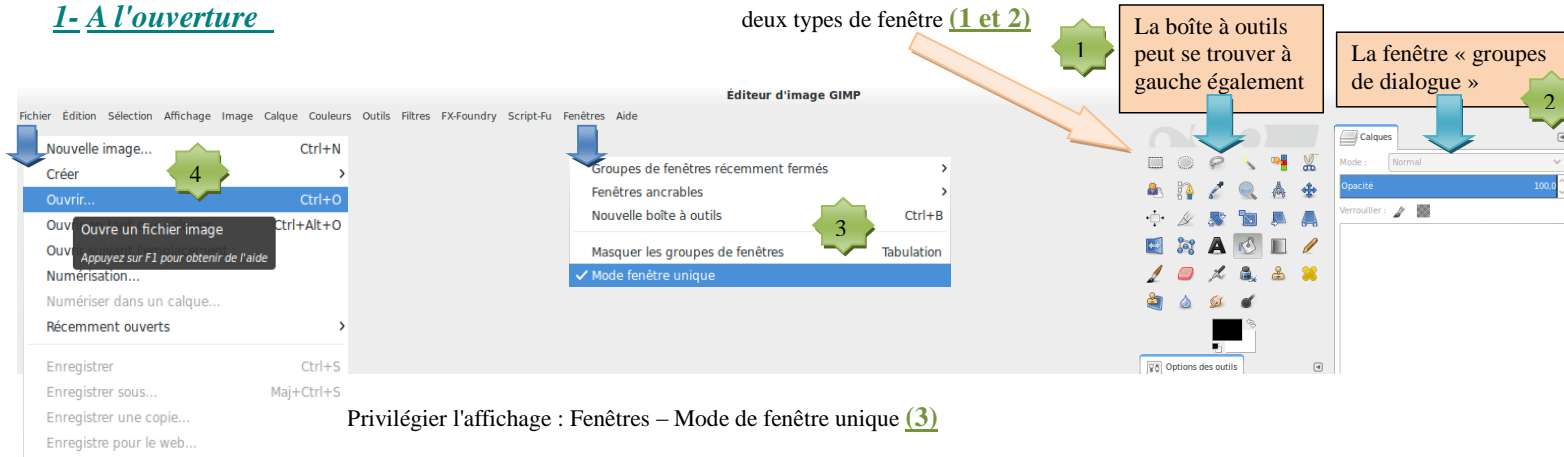 1- A l'ouverture
deux types de fenêtre (1 et 2)
1
La boîte à outils
peut se trouver à
gauche également
La fenêtre « groupes
de dialogue »
2
Éditeur d'image GIMP
Fichier Édition Sélection Affichage Image Calque Couleurs Outils Filtres FX-Foundry Script-Fu Fenêtres Aide
Nouvelle image... Ctrl+N
Créer
4
Ouvrir... Ctrl+O
Ctrl+Alt+O
Ouvre un fichier image
Appuyez sur F1 pour obtenir de l'aide
Numérisation...
Numériser dans un calque...
Récemment ouverts
Enregistrer Ctrl+S
Enregistrer sous... Maj+Ctrl+S
Enregistrer une copie...
Enregistre pour le web...
Groupes de fenêtres récemment fermés
Fenêtres ancrables
Nouvelle boîte à outils Ctrl+B
3
Masquer les groupes de fenêtres Tabulation
Mode fenêtre unique
Calques
Mode : Normal
Opacité 100,0
Verrouiller :
Options des outils
Privilégier l'affichage : Fenêtres – Mode de fenêtre unique (3)